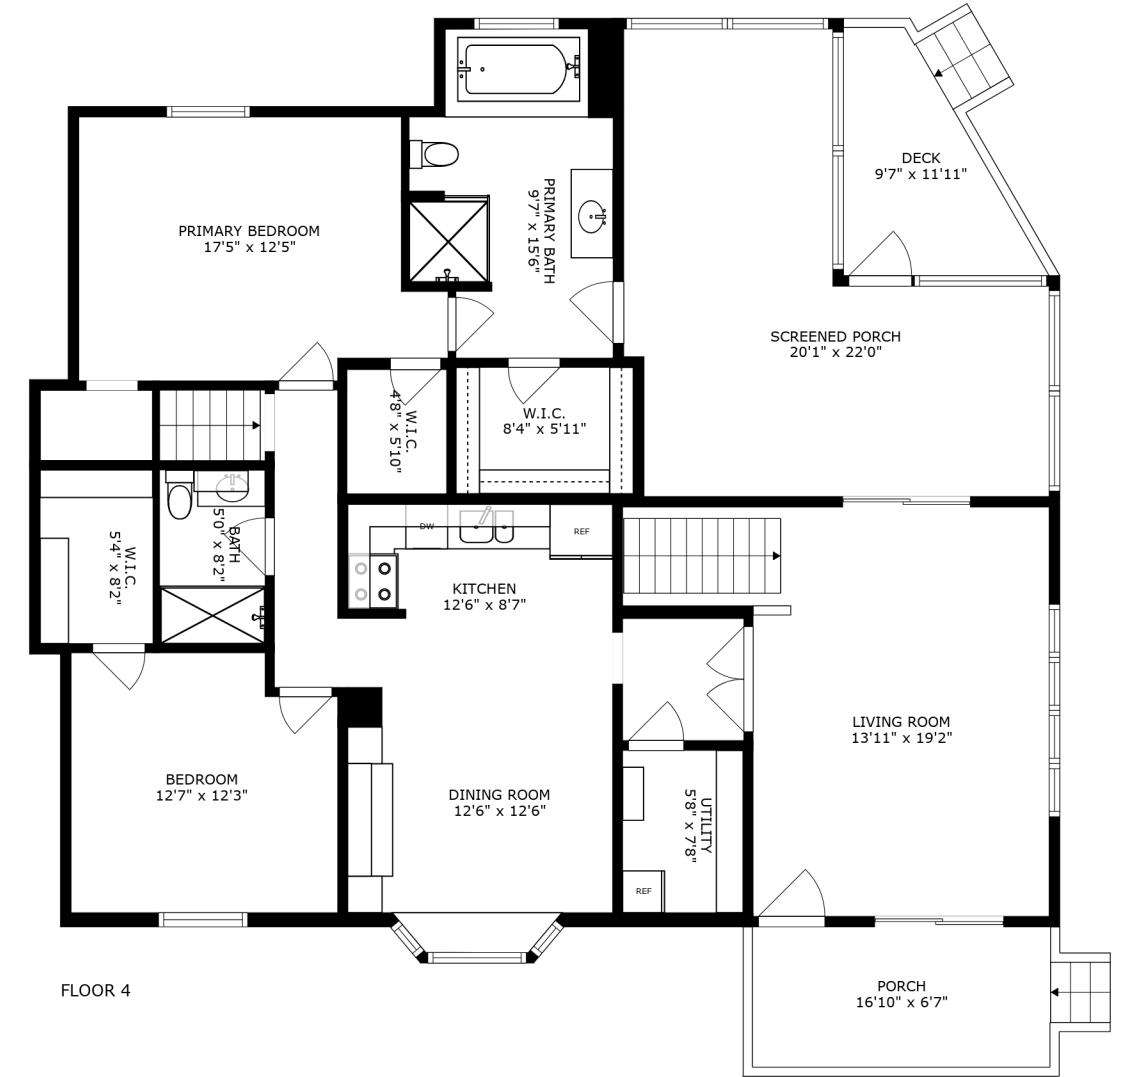 DECK
9'7" x 11'11"
PRIMARY BEDROOM
17'5" x 12'5"
PRIMARY BATH
9'7" x 15'6"
SCREENED PORCH
20'1" x 22'0"
W.I.C.
4'8" x 5'10"
W.I.C.
8'4" x 5'11"
W.I.C.
5'4" x 8'2"
BATH
5'0" x 8'2"
DW
REF
KITCHEN
12'6" x 8'7"
LIVING ROOM
13'11" x 19'2"
BEDROOM
12'7" x 12'3"
DINING ROOM
12'6" x 12'6"
UTILITY
5'8" x 7'8"
REF
PORCH
16'10" x 6'7"
FLOOR 4